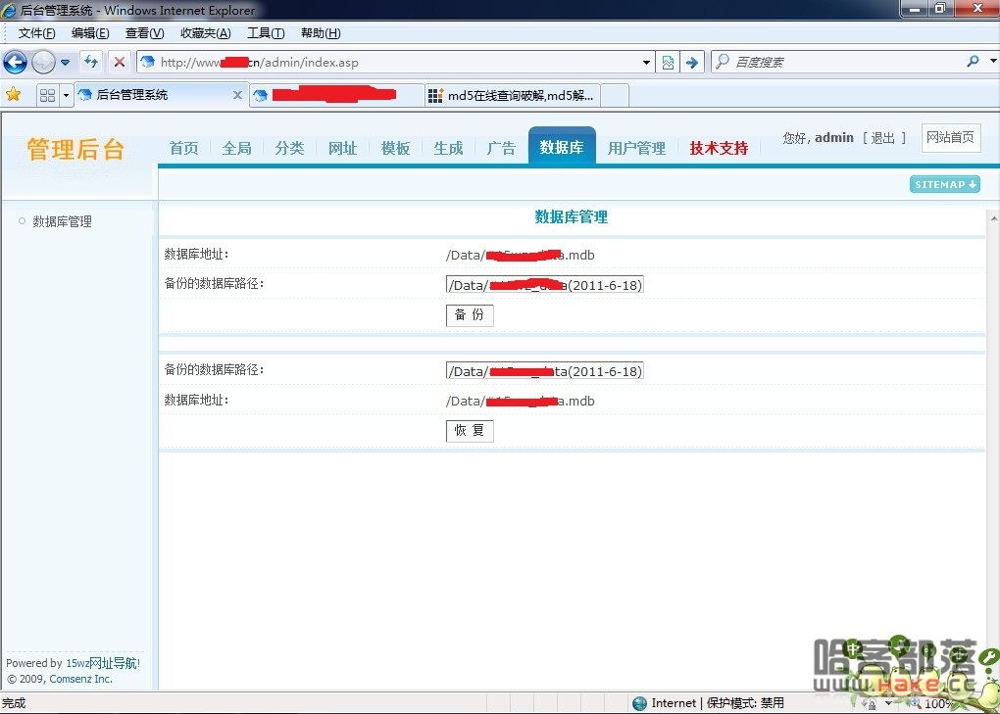 后台管理系统 - Windows Internet Explorer
文件(F) 编辑(E) 查看(V) 收藏夹(A) 工具(T) 帮助(H)
http://www. cn/admin/index.asp 百度搜索
后台管理系统 md5在线查询破解,md5解...
管理后台 首页 全局 分类 网址 模板 生成 广告 数据库 用户管理 技术支持 您好, admin [ 退出 ] 网站首页
SITEMAP
数据库管理
数据库管理
数据库地址: /Data/ a.mdb
备份的数据库路径: /Data/ a(2011-6-18)
备 份
备份的数据库路径: /Data/ ta(2011-6-18)
数据库地址: /Data/ a.mdb
恢 复
Powered by 15wz网址导航!
© 2009, Comsenz Inc.
哈客部落
www.Hake.cc
完成 Internet | 保护模式: 禁用 100%